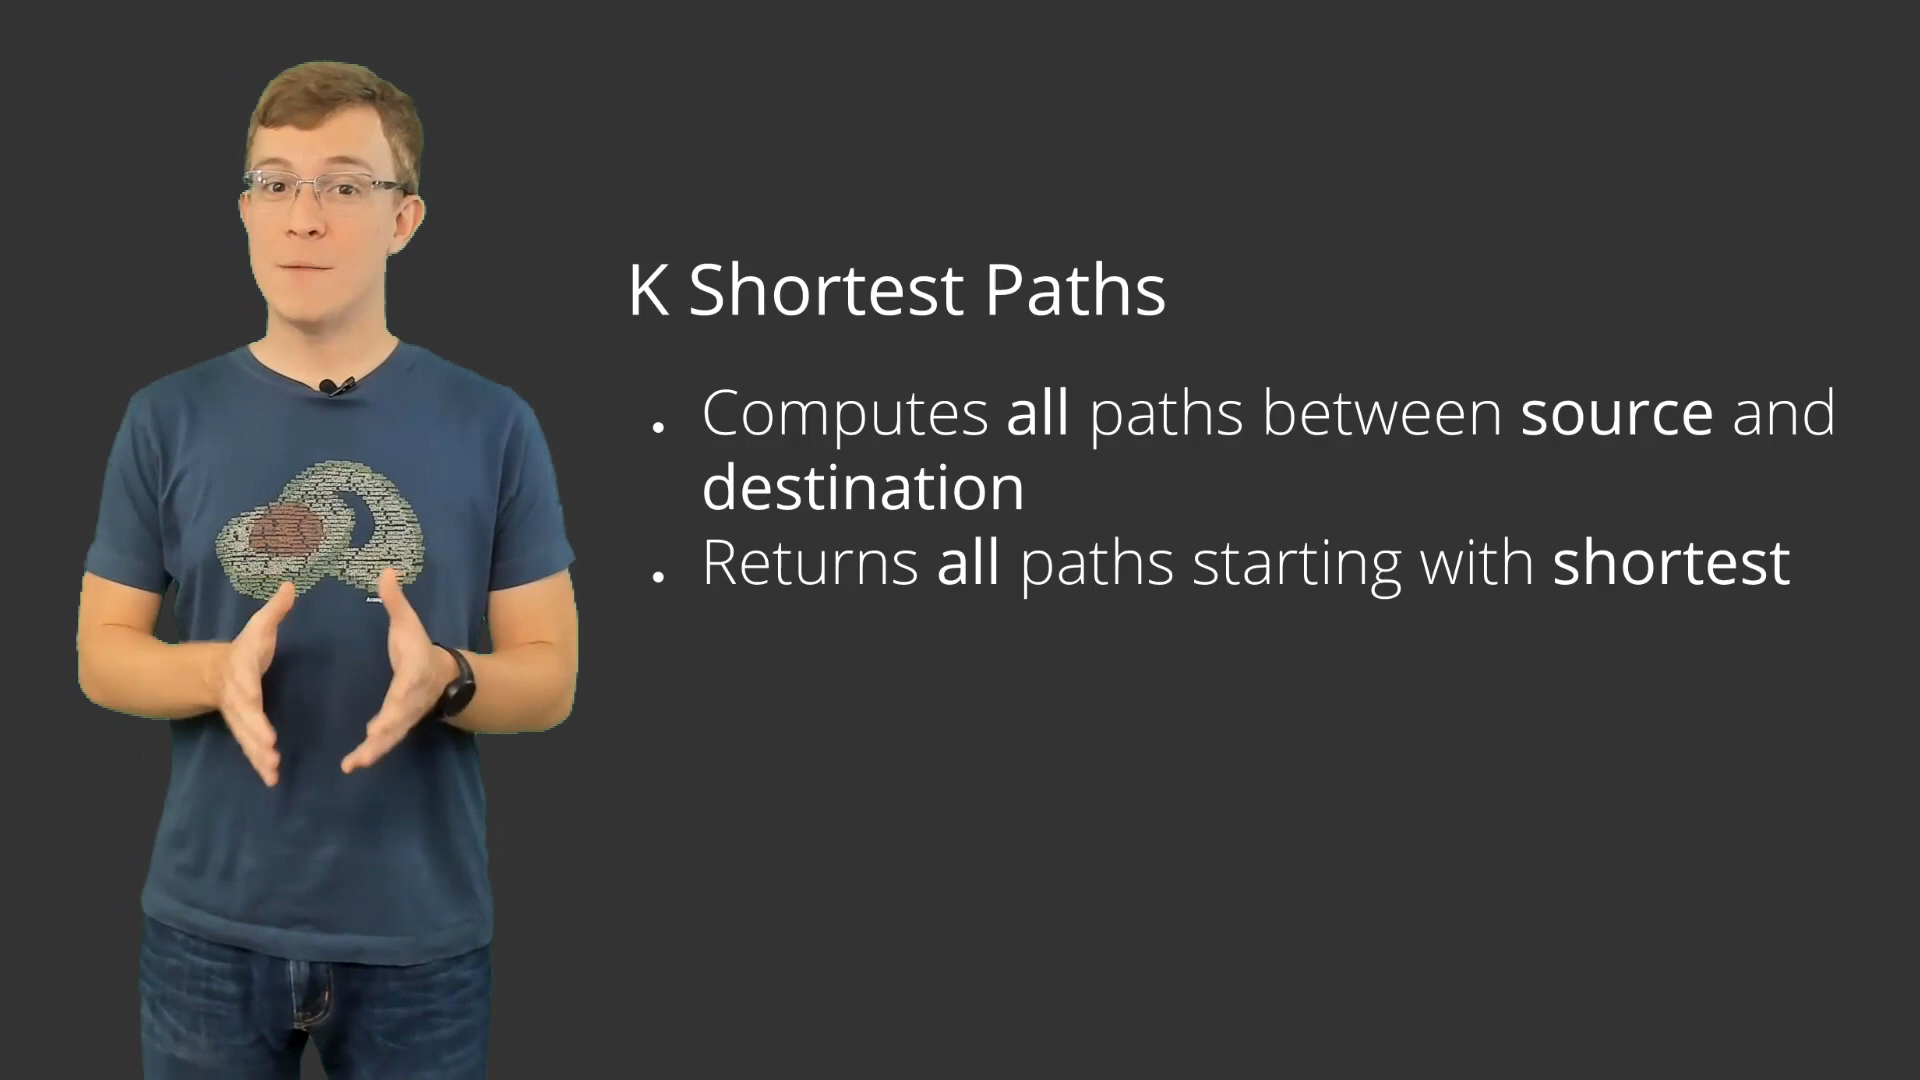 K Shortest Paths
• Computes all paths between source and
destination
• Returns all paths starting with shortest